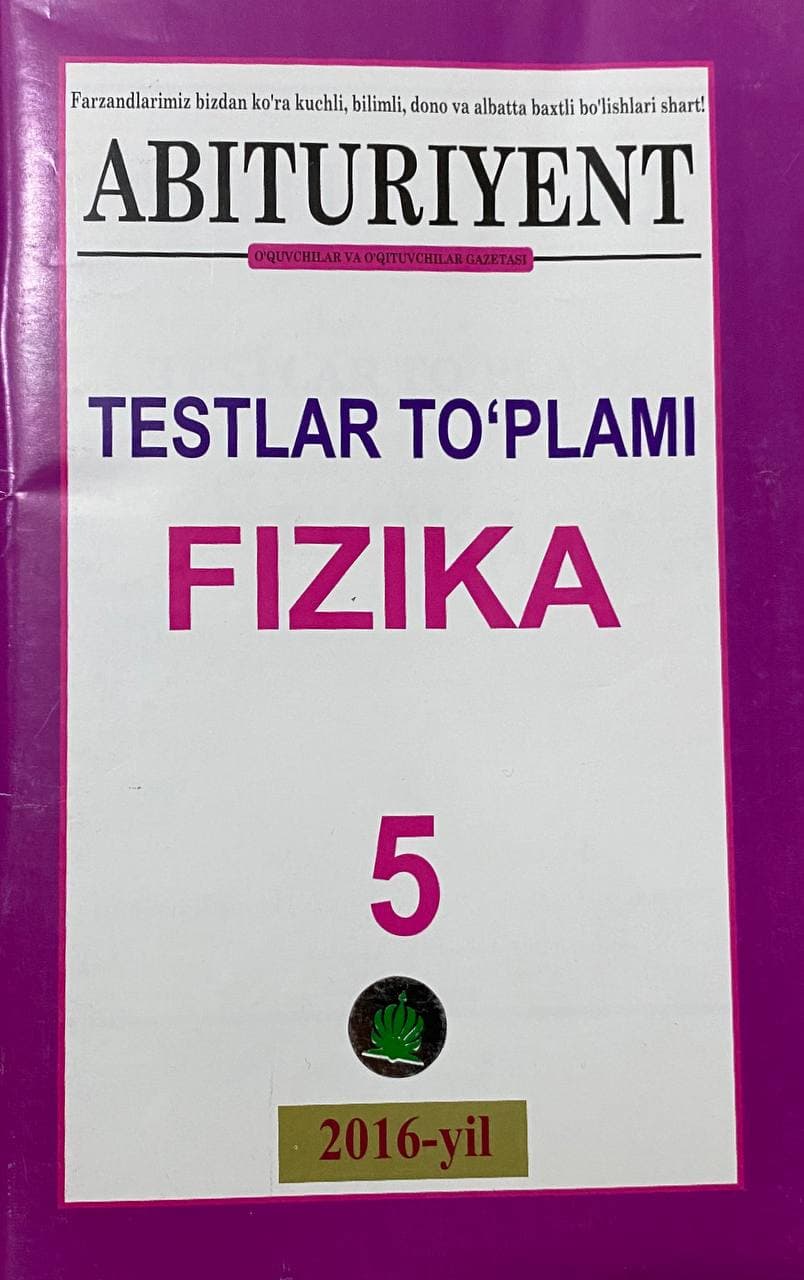 Farzandlarimiz bizdan ko'ra kuchli, bilimli, dono va albatta baxtli bo'lishlari shart!
ABITURIYENT
O'QUVCHILAR VA O'QITUVCHILAR GAZETASI
TESTLAR TO‘PLAMI
FIZIKA
5
2016-yil